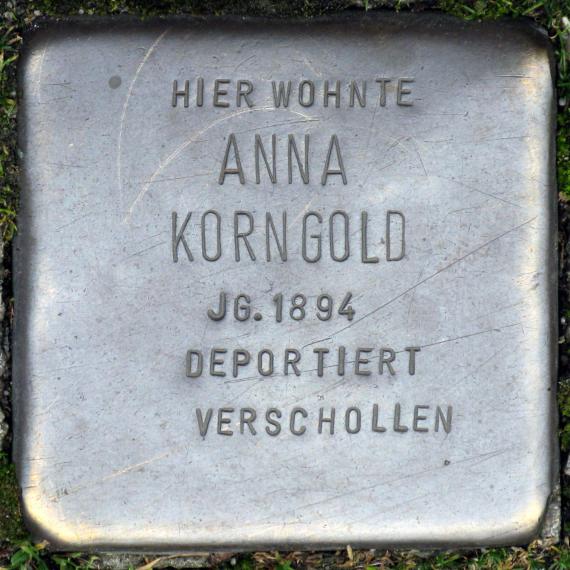 HIER WOHNTE
ANNA
KORNGOLD
JG. 1894
DEPORTIERT
VERSCHOLLEN